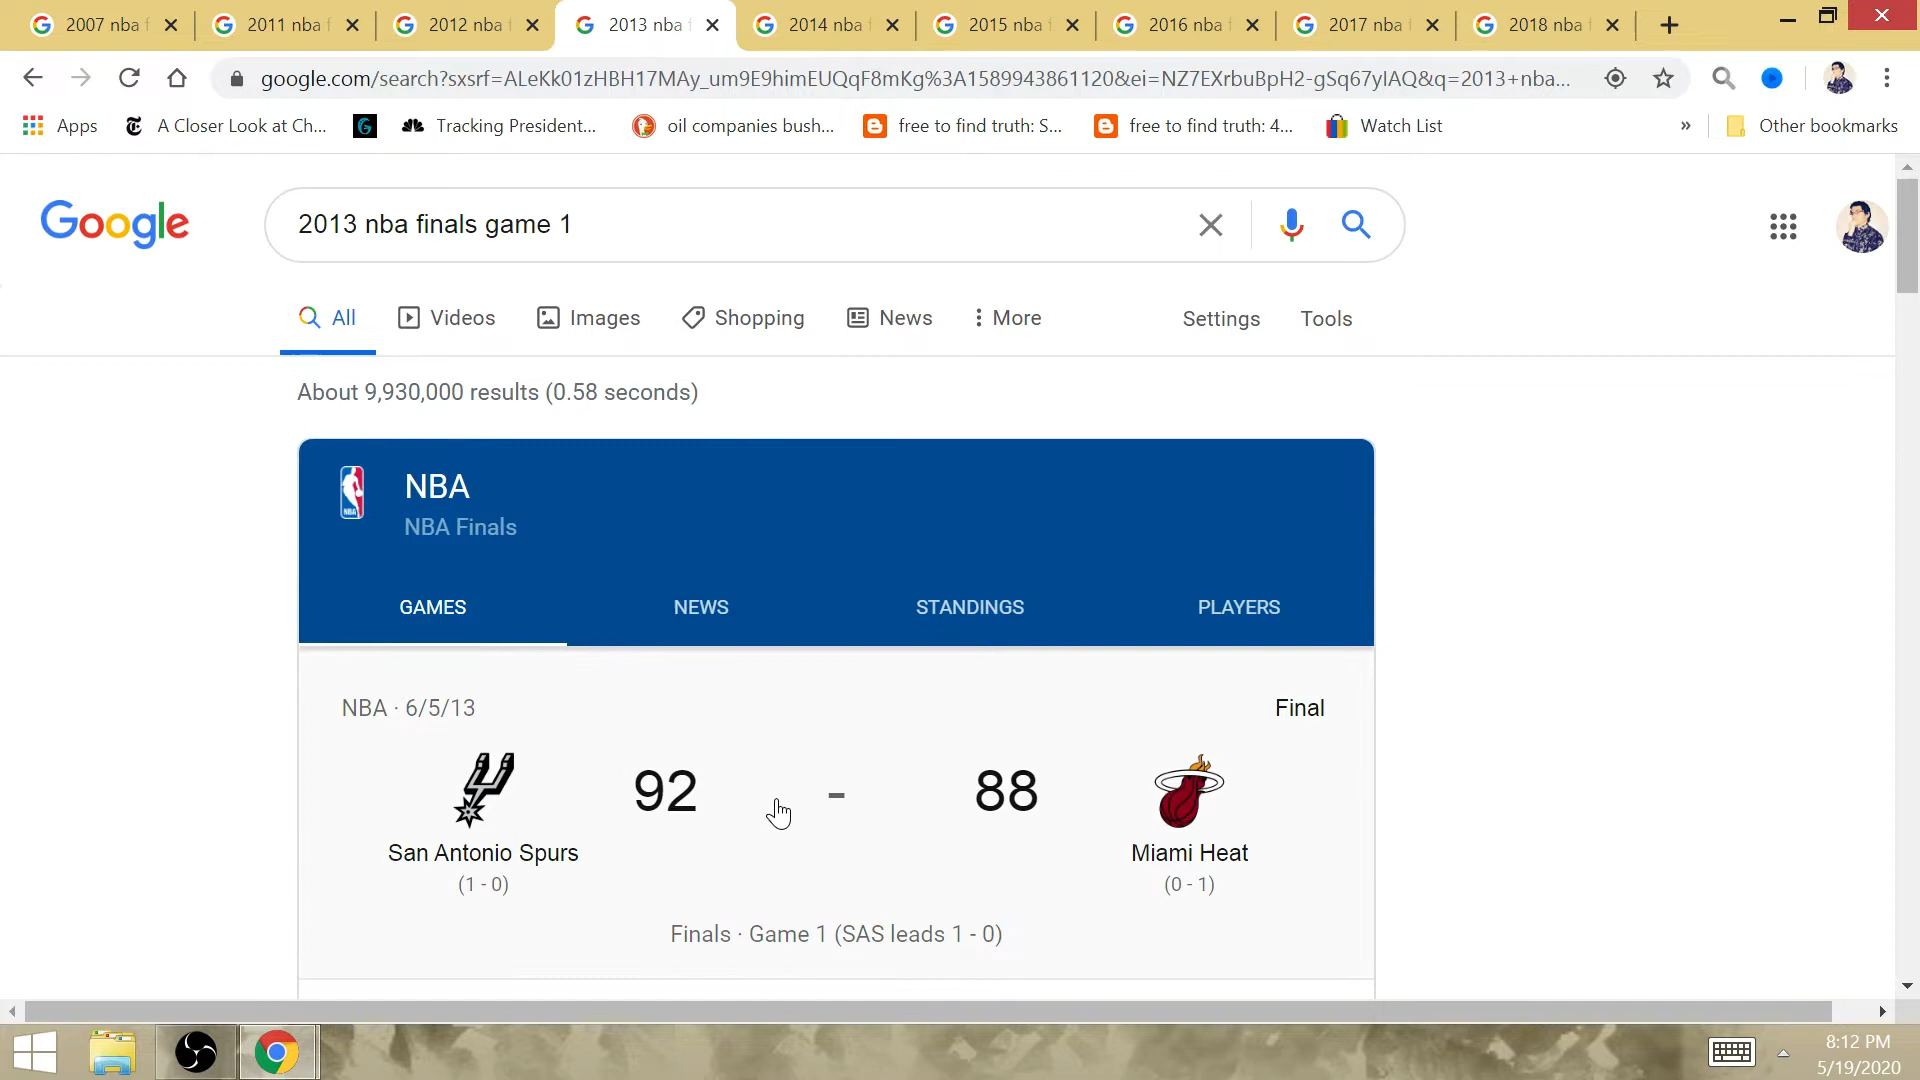 2007 nba
2011 nba f
2012 nba f
2013 nba
2014 nba
2015 nba
2016 nba
2017 nba
2018 nba
google.com/search?sxsrf=ALeKk01zHBH17MAy_um9E9himEUQqF8mKg%3A1589943861120&ei=NZ7EXrbuBpH2-gSq67yIAQ&q=2013+nba...
Apps
A Closer Look at Ch...
Tracking President...
oil companies bush...
free to find truth: S...
free to find truth: 4...
Watch List
»
Other bookmarks
Google
2013 nba finals game 1
All
Videos
Images
Shopping
News
More
Settings
Tools
About 9,930,000 results (0.58 seconds)
NBA
NBA Finals
GAMES
NEWS
STANDINGS
PLAYERS
NBA · 6/5/13
Final
92 - 88
San Antonio Spurs
(1 - 0)
Miami Heat
(0 - 1)
Finals · Game 1 (SAS leads 1 - 0)
8:12 PM
5/19/2020